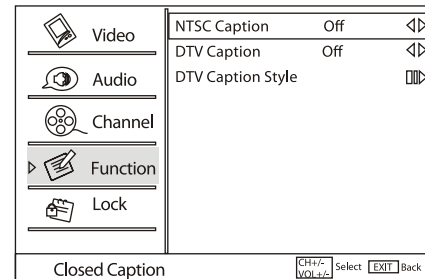 Video
Audio
Channel
Function
Lock
NTSC Caption Off
DTV Caption Off
DTV Caption Style
Closed Caption
CH+/-
VOL+/- Select EXIT Back